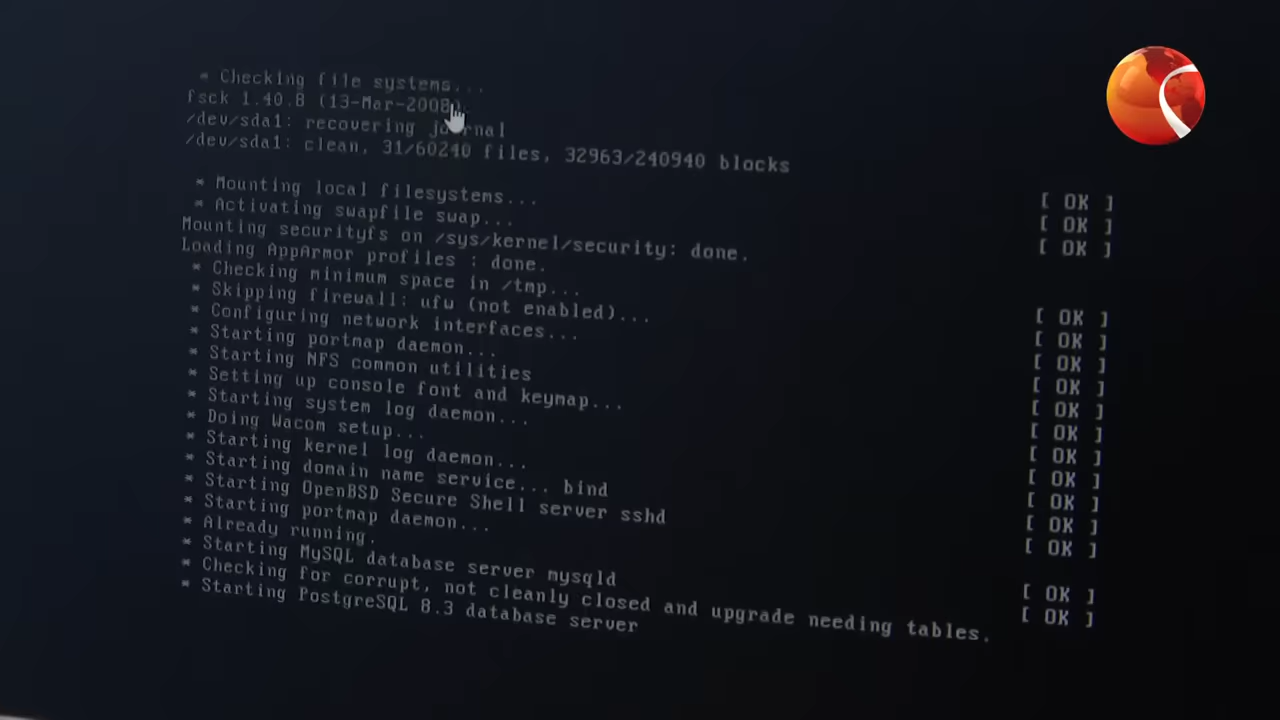 * Checking file systems...
fsck 1.40.8 (13-Mar-2008)
/dev/sda1: recovering journal
/dev/sda1: clean, 31/60240 files, 32963/240940 blocks
[ OK ]
* Mounting local filesystems... [ OK ]
* Activating swapfile swap... [ OK ]
Mounting securityfs on /sys/kernel/security: done.
Loading AppArmor profiles : done.
[ OK ]
* Checking minimum space in /tmp... [ OK ]
* Skipping firewall: ufw (not enabled)... [ OK ]
* Configuring network interfaces... [ OK ]
* Starting portmap daemon... [ OK ]
* Starting NFS common utilities [ OK ]
* Setting up console font and keymap... [ OK ]
* Starting system log daemon... [ OK ]
* Doing Wacom setup... [ OK ]
* Starting kernel log daemon... [ OK ]
* Starting domain name service... bind [ OK ]
* Starting OpenBSD Secure Shell server sshd
* Starting portmap daemon...
* Already running.
[ OK ]
* Starting MySQL database server mysqld [ OK ]
* Checking for corrupt, not cleanly closed and upgrade needing tables.
* Starting PostgreSQL 8.3 database server